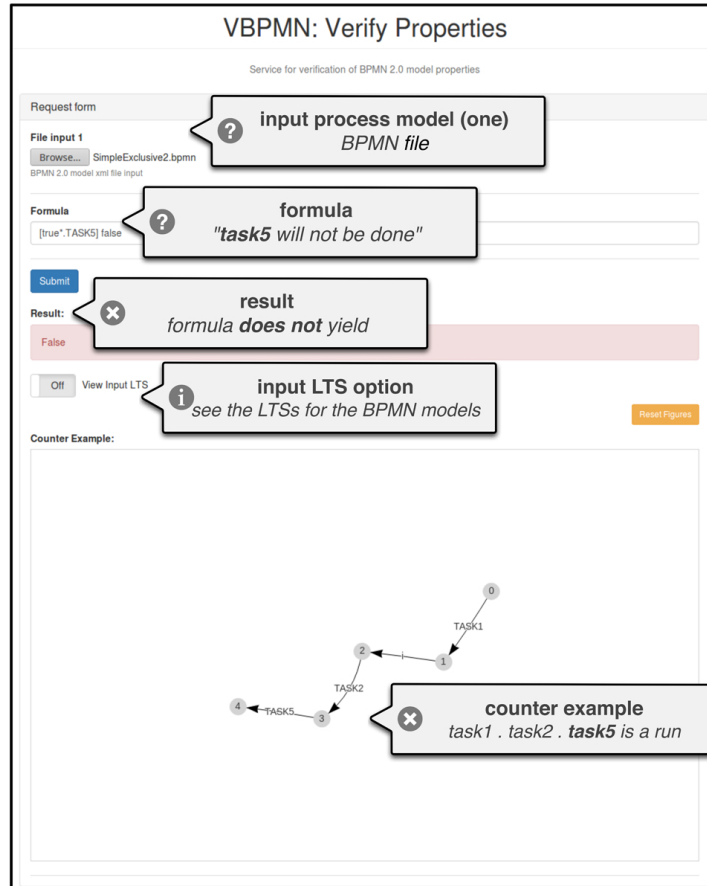 VBPMN: Verify Properties
Service for verification of BPMN 2.0 model properties
Request form
input process model (one)
BPMN file
File input 1
Browse... SimpleExclusive2.bpmn
BPMN 2.0 model xml file input
formula
"task5 will not be done"
Formula
[true*.TASK5] false
Submit
result
formula does not yield
Result:
False
input LTS option
see the LTSs for the BPMN models
Off View Input LTS
Reset Figures
Counter Example:
0
TASK1
2
i
1
TASK2
4
TASK5
3
counter example
task1 . task2 . task5 is a run